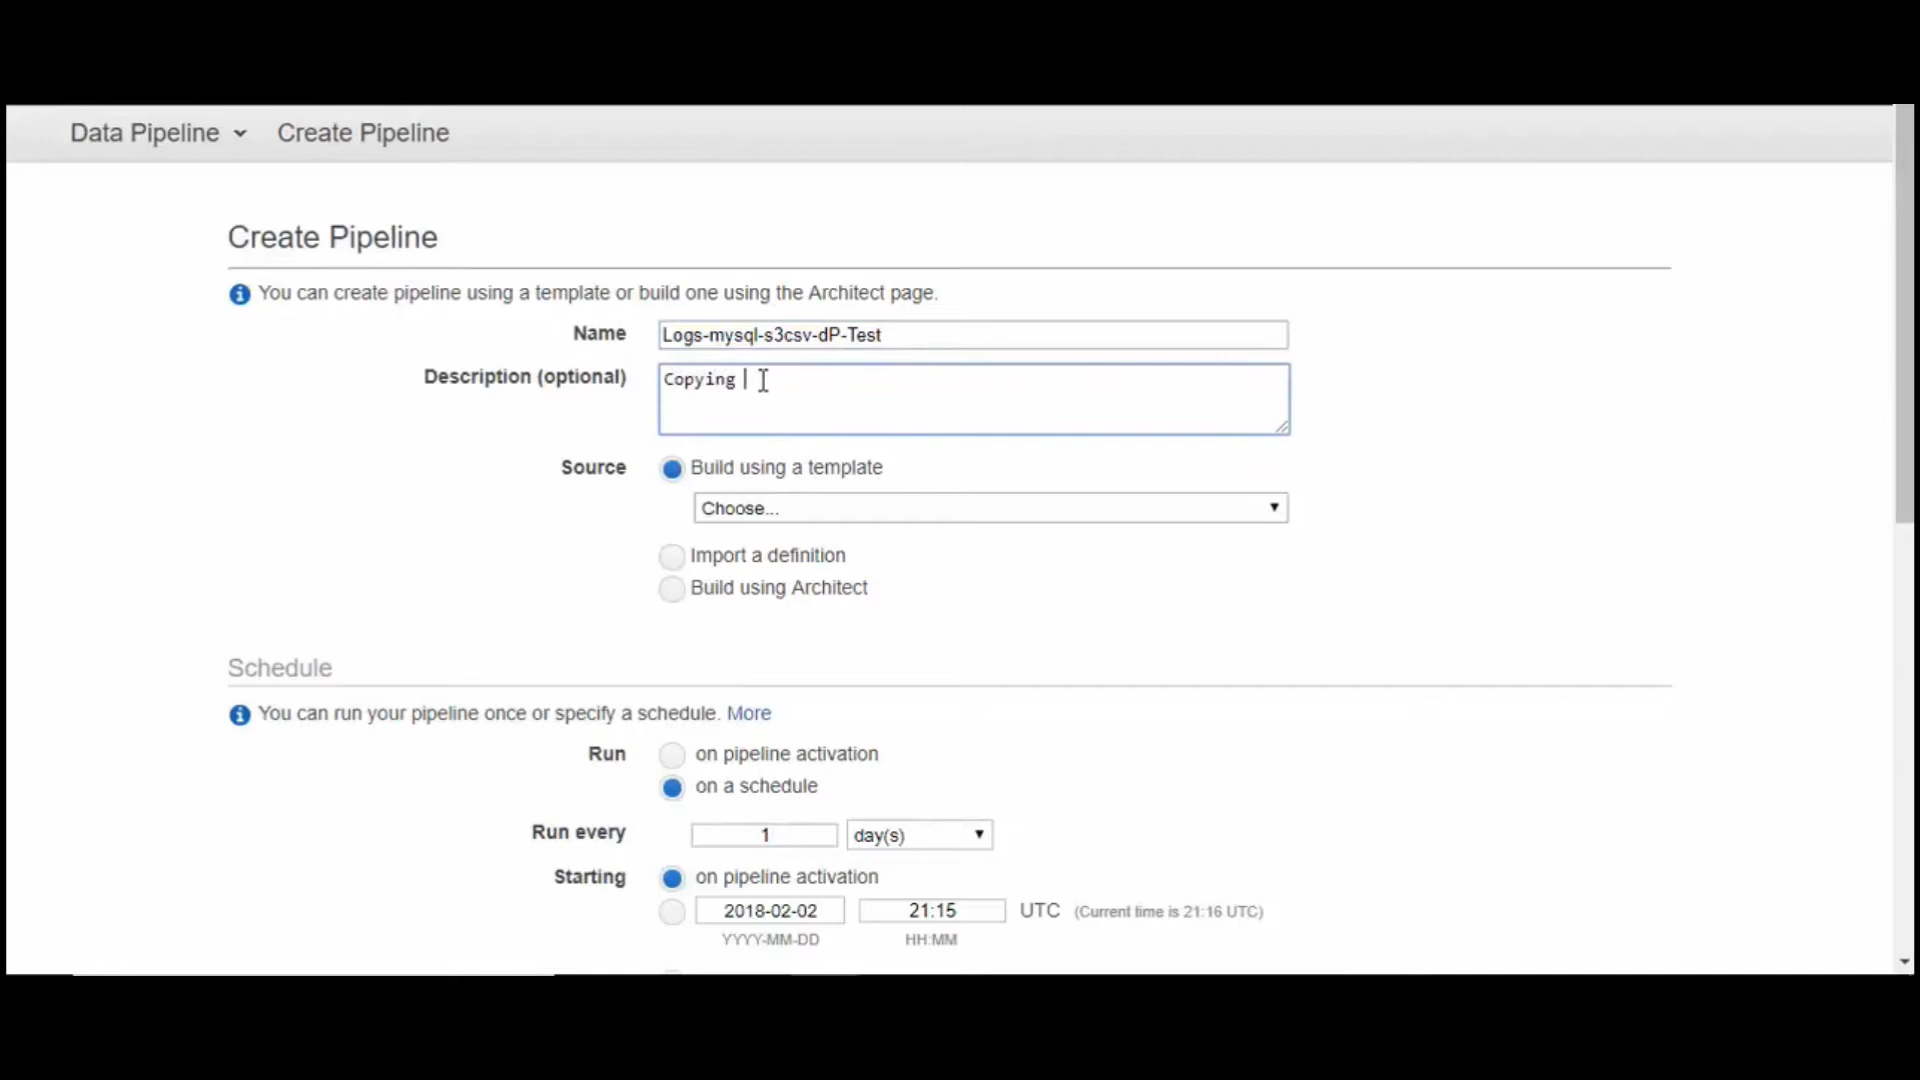 Data Pipeline Create Pipeline
Create Pipeline
You can create pipeline using a template or build one using the Architect page.
Name Logs-mysql-s3csv-dP-Test
Description (optional) Copying
Source Build using a template
Choose...
Import a definition
Build using Architect
Schedule
You can run your pipeline once or specify a schedule. More
Run on pipeline activation
on a schedule
Run every 1 day(s)
Starting on pipeline activation
2018-02-02 21:15 UTC (Current time is 21:16 UTC)
YYYY-MM-DD HH:MM